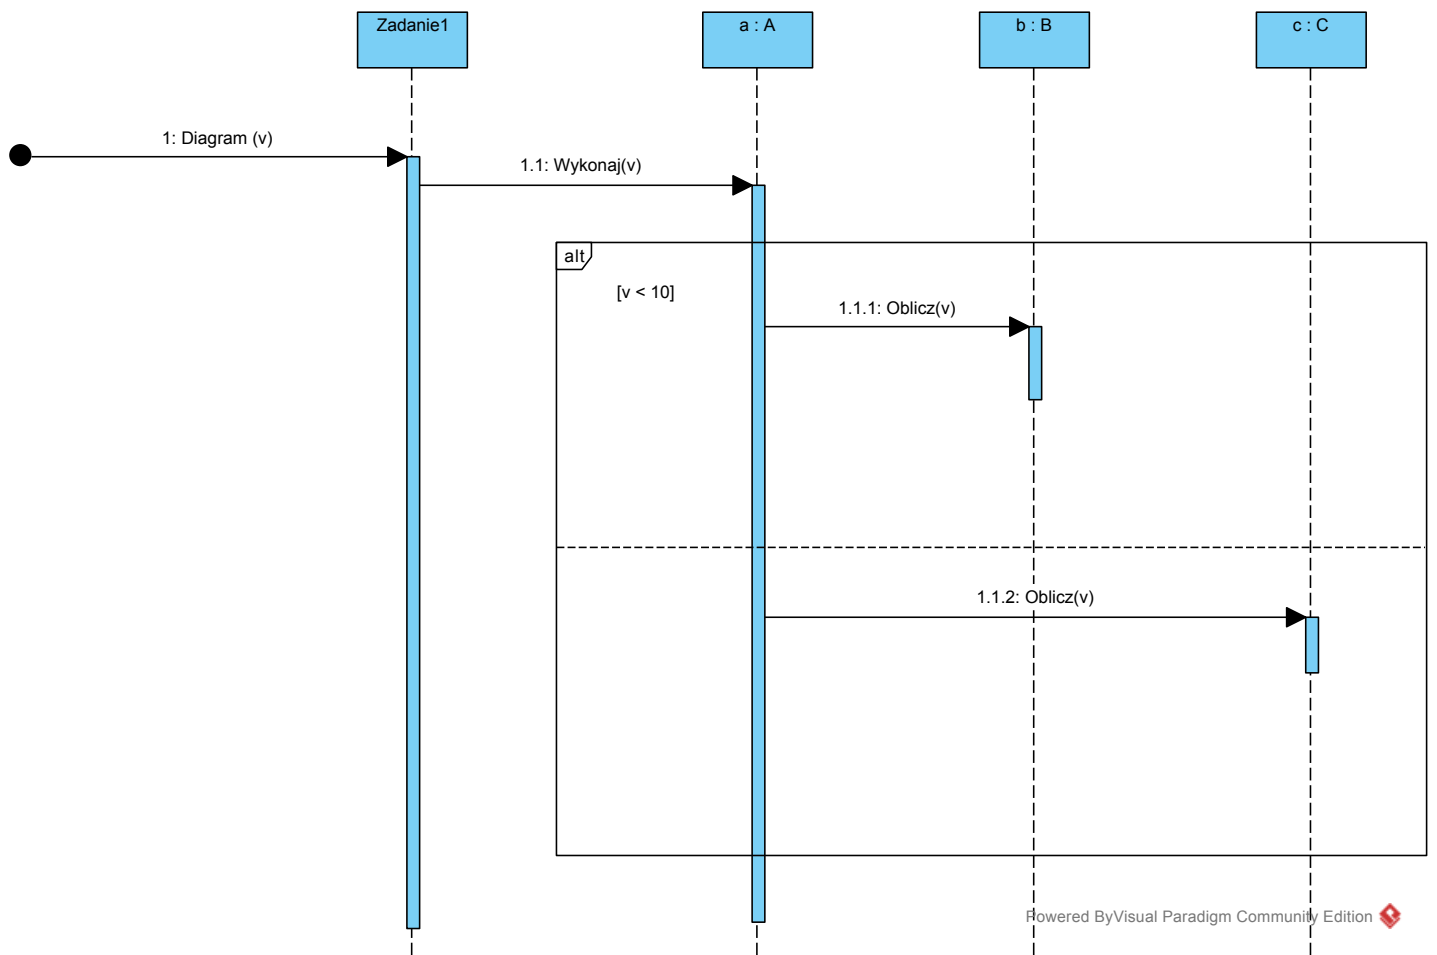 Zadanie1
a : A
b : B
c : C
1: Diagram (v)
1.1: Wykonaj(v)
alt
[v < 10]
1.1.1: Oblicz(v)
1.1.2: Oblicz(v)
Powered ByVisual Paradigm Community Edition